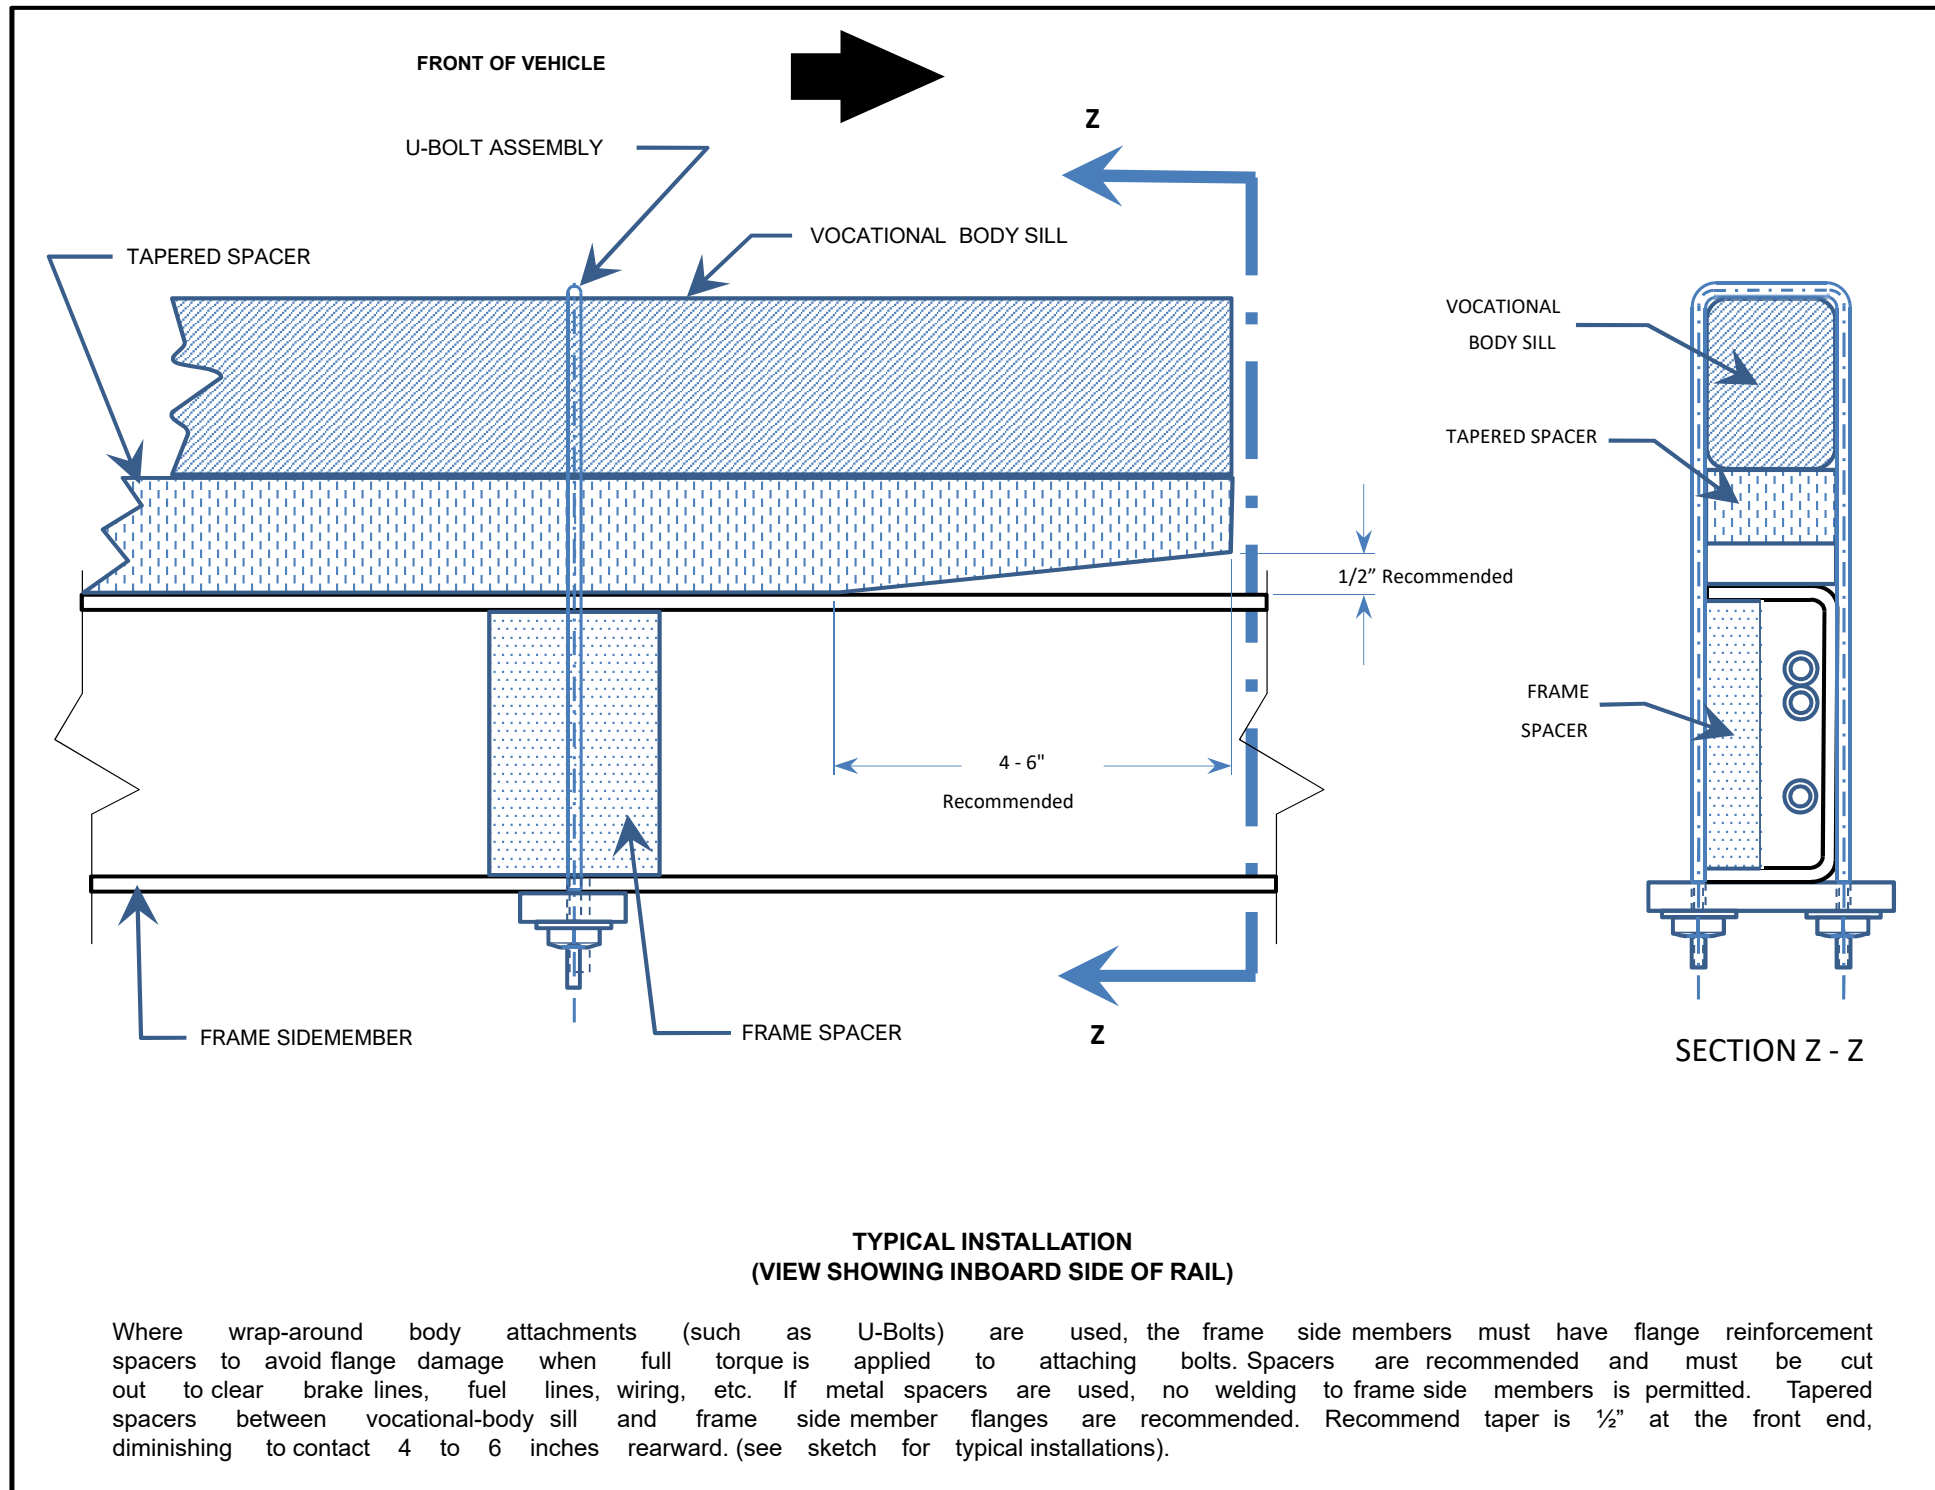 FRONT OF VEHICLE
Z
U-BOLT ASSEMBLY
VOCATIONAL BODY SILL
TAPERED SPACER
VOCATIONAL
BODY SILL
TAPERED SPACER
1/2” Recommended
FRAME
SPACER
4 - 6"
Recommended
FRAME SIDEMEMBER
FRAME SPACER
Z
SECTION Z - Z
TYPICAL INSTALLATION
(VIEW SHOWING INBOARD SIDE OF RAIL)
Where wrap-around body attachments (such as U-Bolts) are used, the frame side members must have flange reinforcement
spacers to avoid flange damage when full torque is applied to attaching bolts. Spacers are recommended and must be cut
out to clear brake lines, fuel lines, wiring, etc. If metal spacers are used, no welding to frame side members is permitted. Tapered
spacers between vocational-body sill and frame side member flanges are recommended. Recommend taper is ½” at the front end,
diminishing to contact 4 to 6 inches rearward. (see sketch for typical installations).